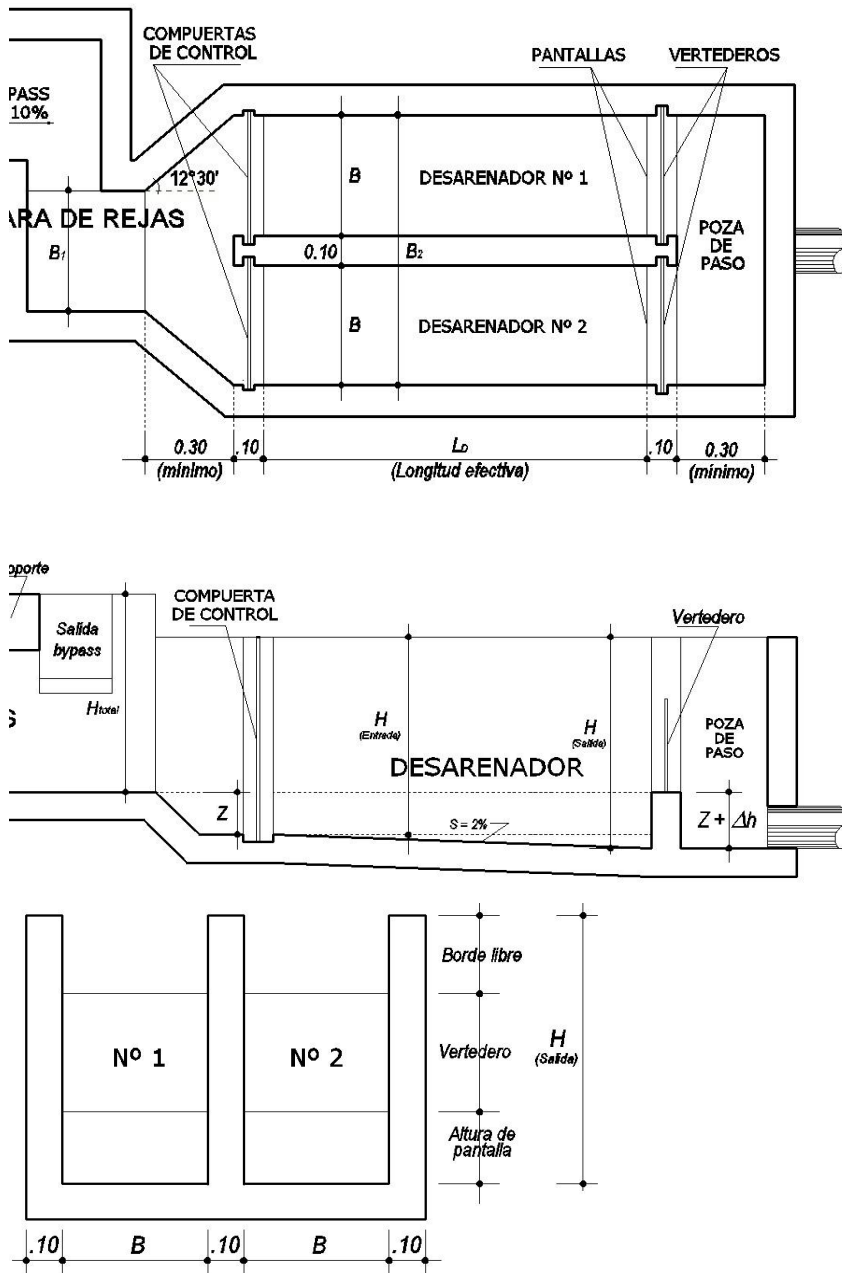 COMPUERTAS
DE CONTROL
PANTALLAS
VERTEDEROS
PASS
10%
12°30'
ARA DE REJAS
B1
B
DESARENADOR Nº 1
0.10
B2
B
DESARENADOR Nº 2
POZA
DE
PASO
0.30
(mínimo)
.10
LD
(Longitud efectiva)
.10
0.30
(mínimo)
oporte
Salida
bypass
Htotal
S
COMPUERTA
DE CONTROL
Vertedero
H
(Entrada)
H
(Salida)
POZA
DE
PASO
DESARENADOR
Z
S = 2%
Z + Δh
Borde libre
Nº 1
Nº 2
Vertedero
H
(Salida)
Altura de
pantalla
.10
B
.10
B
.10